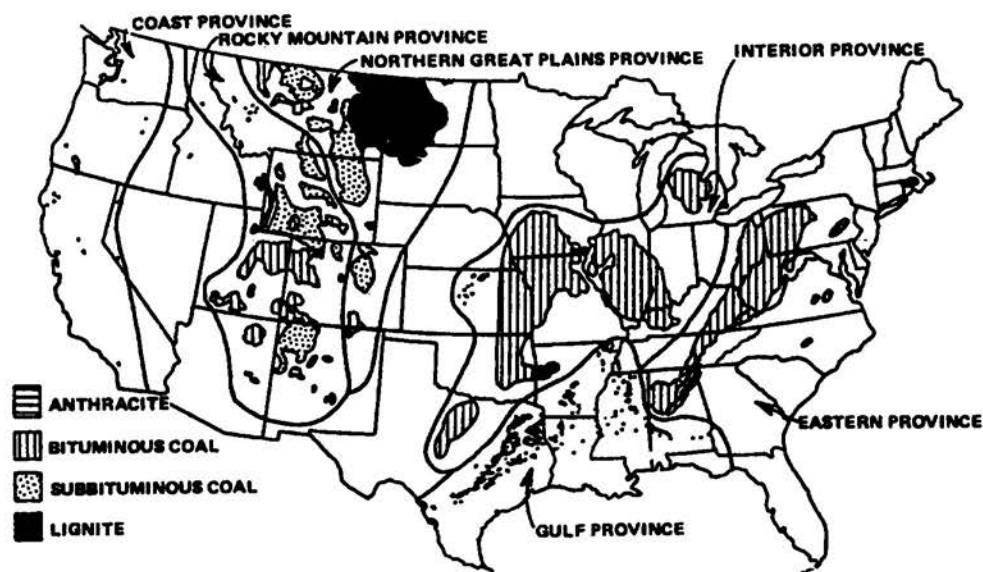 COAST PROVINCE
ROCKY MOUNTAIN PROVINCE
NORTHERN GREAT PLAINS PROVINCE
INTERIOR PROVINCE
ANTHRACITE
BITUMINOUS COAL
SUBBITUMINOUS COAL
LIGNITE
EASTERN PROVINCE
GULF PROVINCE